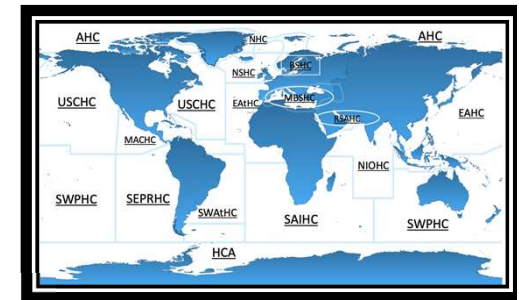 AHC
NHC
AHC
NSHC
BSHC
USCHC
USCHC
EAtHC
MBSHC
RSAHC
EAHC
MACHC
NIOHC
SWPHC
SEPRHC
SWAtHC
SAIHC
SWPHC
HCA